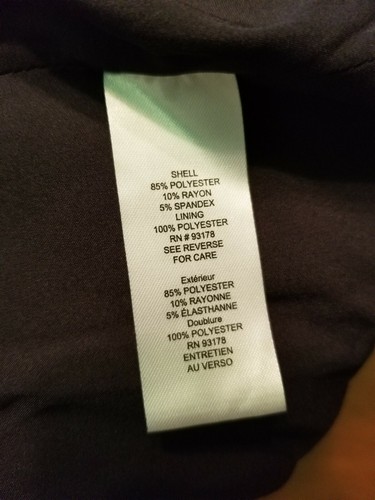 SHELL
85% POLYESTER
10% RAYON
5% SPANDEX
LINING
100% POLYESTER
RN # 93178
SEE REVERSE
FOR CARE
Extérieur
85% POLYESTER
10% RAYONNE
5% ÉLASTHANNE
Doublure
100% POLYESTER
RN 93178
ENTRETIEN
AU VERSO